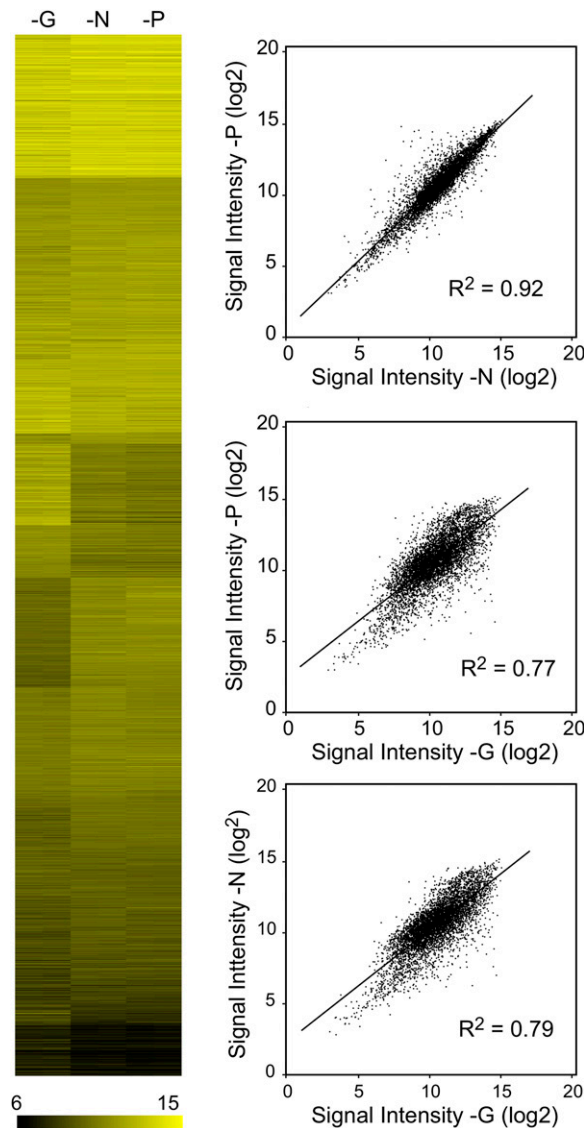 -G -N -P
6 15
20
15
10
5
0
Signal Inttensity -P (log2)
R² = 0.92
0 5 10 15 20
Signal Intensity -N (log2)
20
15
10
5
0
Signal Inttensity -P (log2)
R² = 0.77
0 5 10 15 20
Signal Intensity -G (log2)
20
15
10
5
0
Signal Inttensity -N (log²)
R² = 0.79
0 5 10 15 20
Signal Intensity -G (log2)